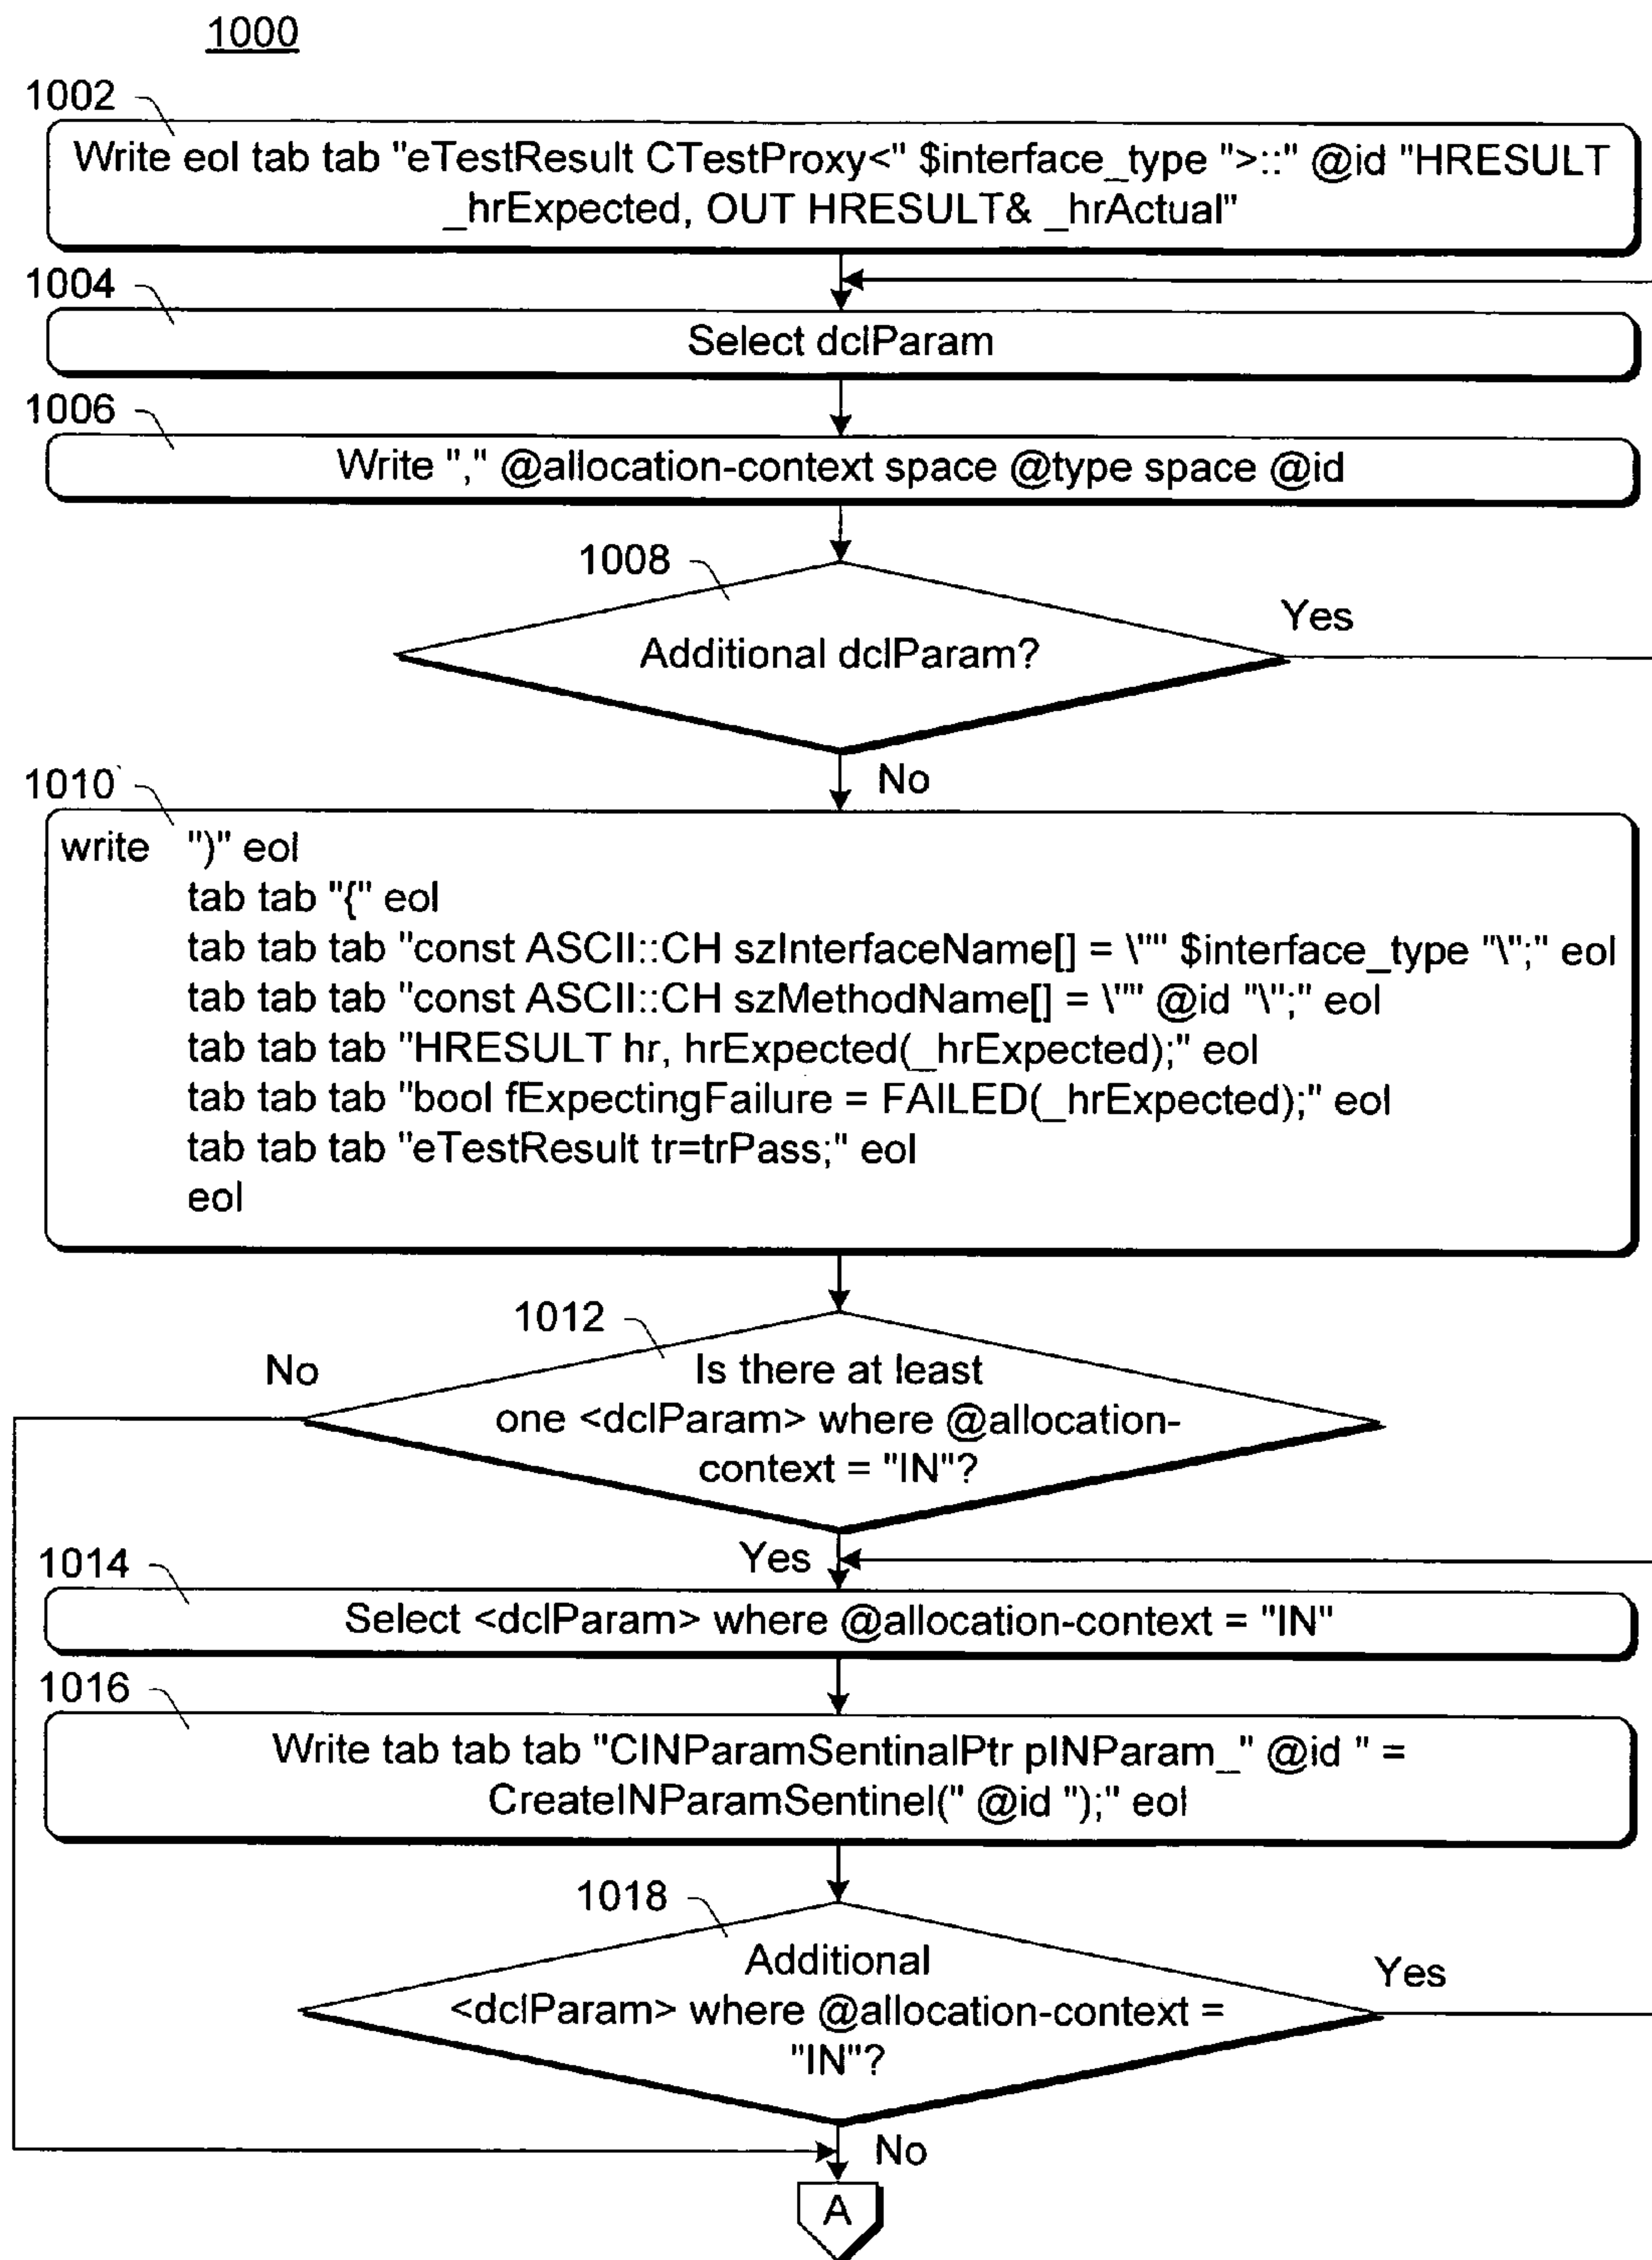 1000
1002
Write eol tab tab "eTestResult CTestProxy<" $interface_type ">::" @id "HRESULT
_hrExpected, OUT HRESULT& _hrActual"
1004
Select dclParam
1006
Write "," @allocation-context space @type space @id
1008
Yes
Additional dclParam?
No
1010
write ")" eol
tab tab "{" eol
tab tab tab "const ASCII::CH szInterfaceName[] = \"" $interface_type "\";" eol
tab tab tab "const ASCII::CH szMethodName[] = \"" @id "\";" eol
tab tab tab "HRESULT hr, hrExpected(_hrExpected);" eol
tab tab tab "bool fExpectingFailure = FAILED(_hrExpected);" eol
tab tab tab "eTestResult tr=trPass;" eol
eol
1012
No
Is there at least
one <dclParam> where @allocation-
context = "IN"?
Yes
1014
Select <dclParam> where @allocation-context = "IN"
1016
Write tab tab tab "CINParamSentinalPtr pINParam_" @id " =
CreateINParamSentinel(" @id ");" eol
1018
Yes
Additional
<dclParam> where @allocation-context =
"IN"?
No
A